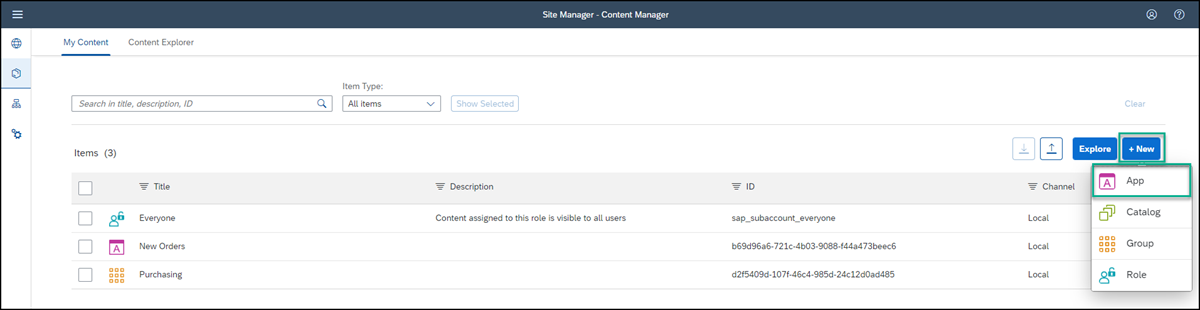 Site Manager - Content Manager
My Content Content Explorer
Item Type:
Search in title, description, ID All items Show Selected Clear
Items (3) Explore + New
Title Description ID Channel
App
Everyone Content assigned to this role is visible to all users sap_subaccount_everyone Local
Catalog
New Orders b69d96a6-721c-4b03-9088-f44a473beec6 Local
Group
Purchasing d2f5409d-107f-46c4-985d-24c12d0ad485 Local
Role